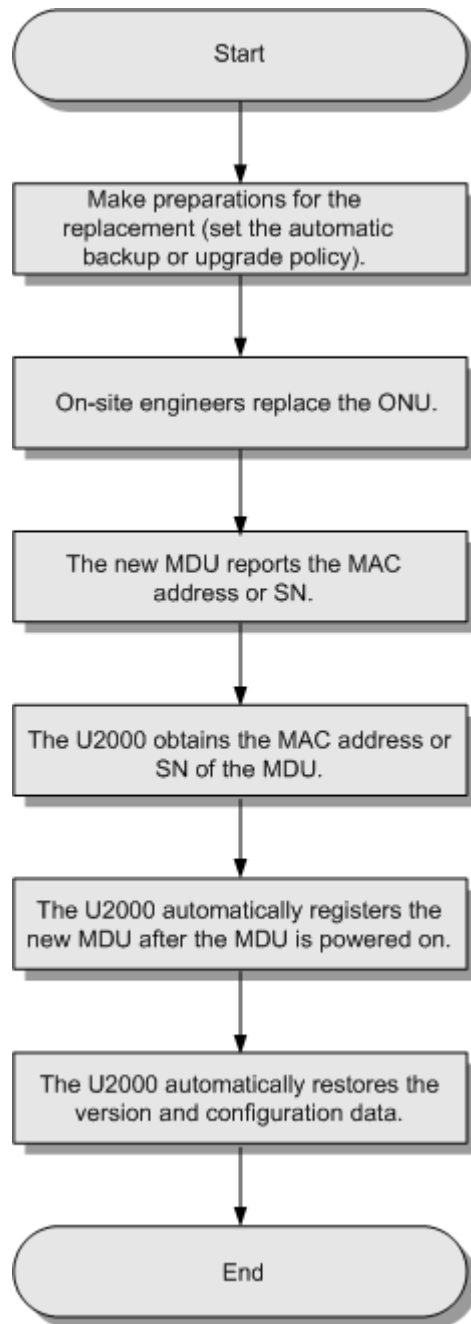 Start
Make preparations for the
replacement (set the automatic
backup or upgrade policy).
On-site engineers replace the ONU.
The new MDU reports the MAC
address or SN.
The U2000 obtains the MAC address or
SN of the MDU.
The U2000 automatically registers the
new MDU after the MDU is powered on.
The U2000 automatically restores the
version and configuration data.
End